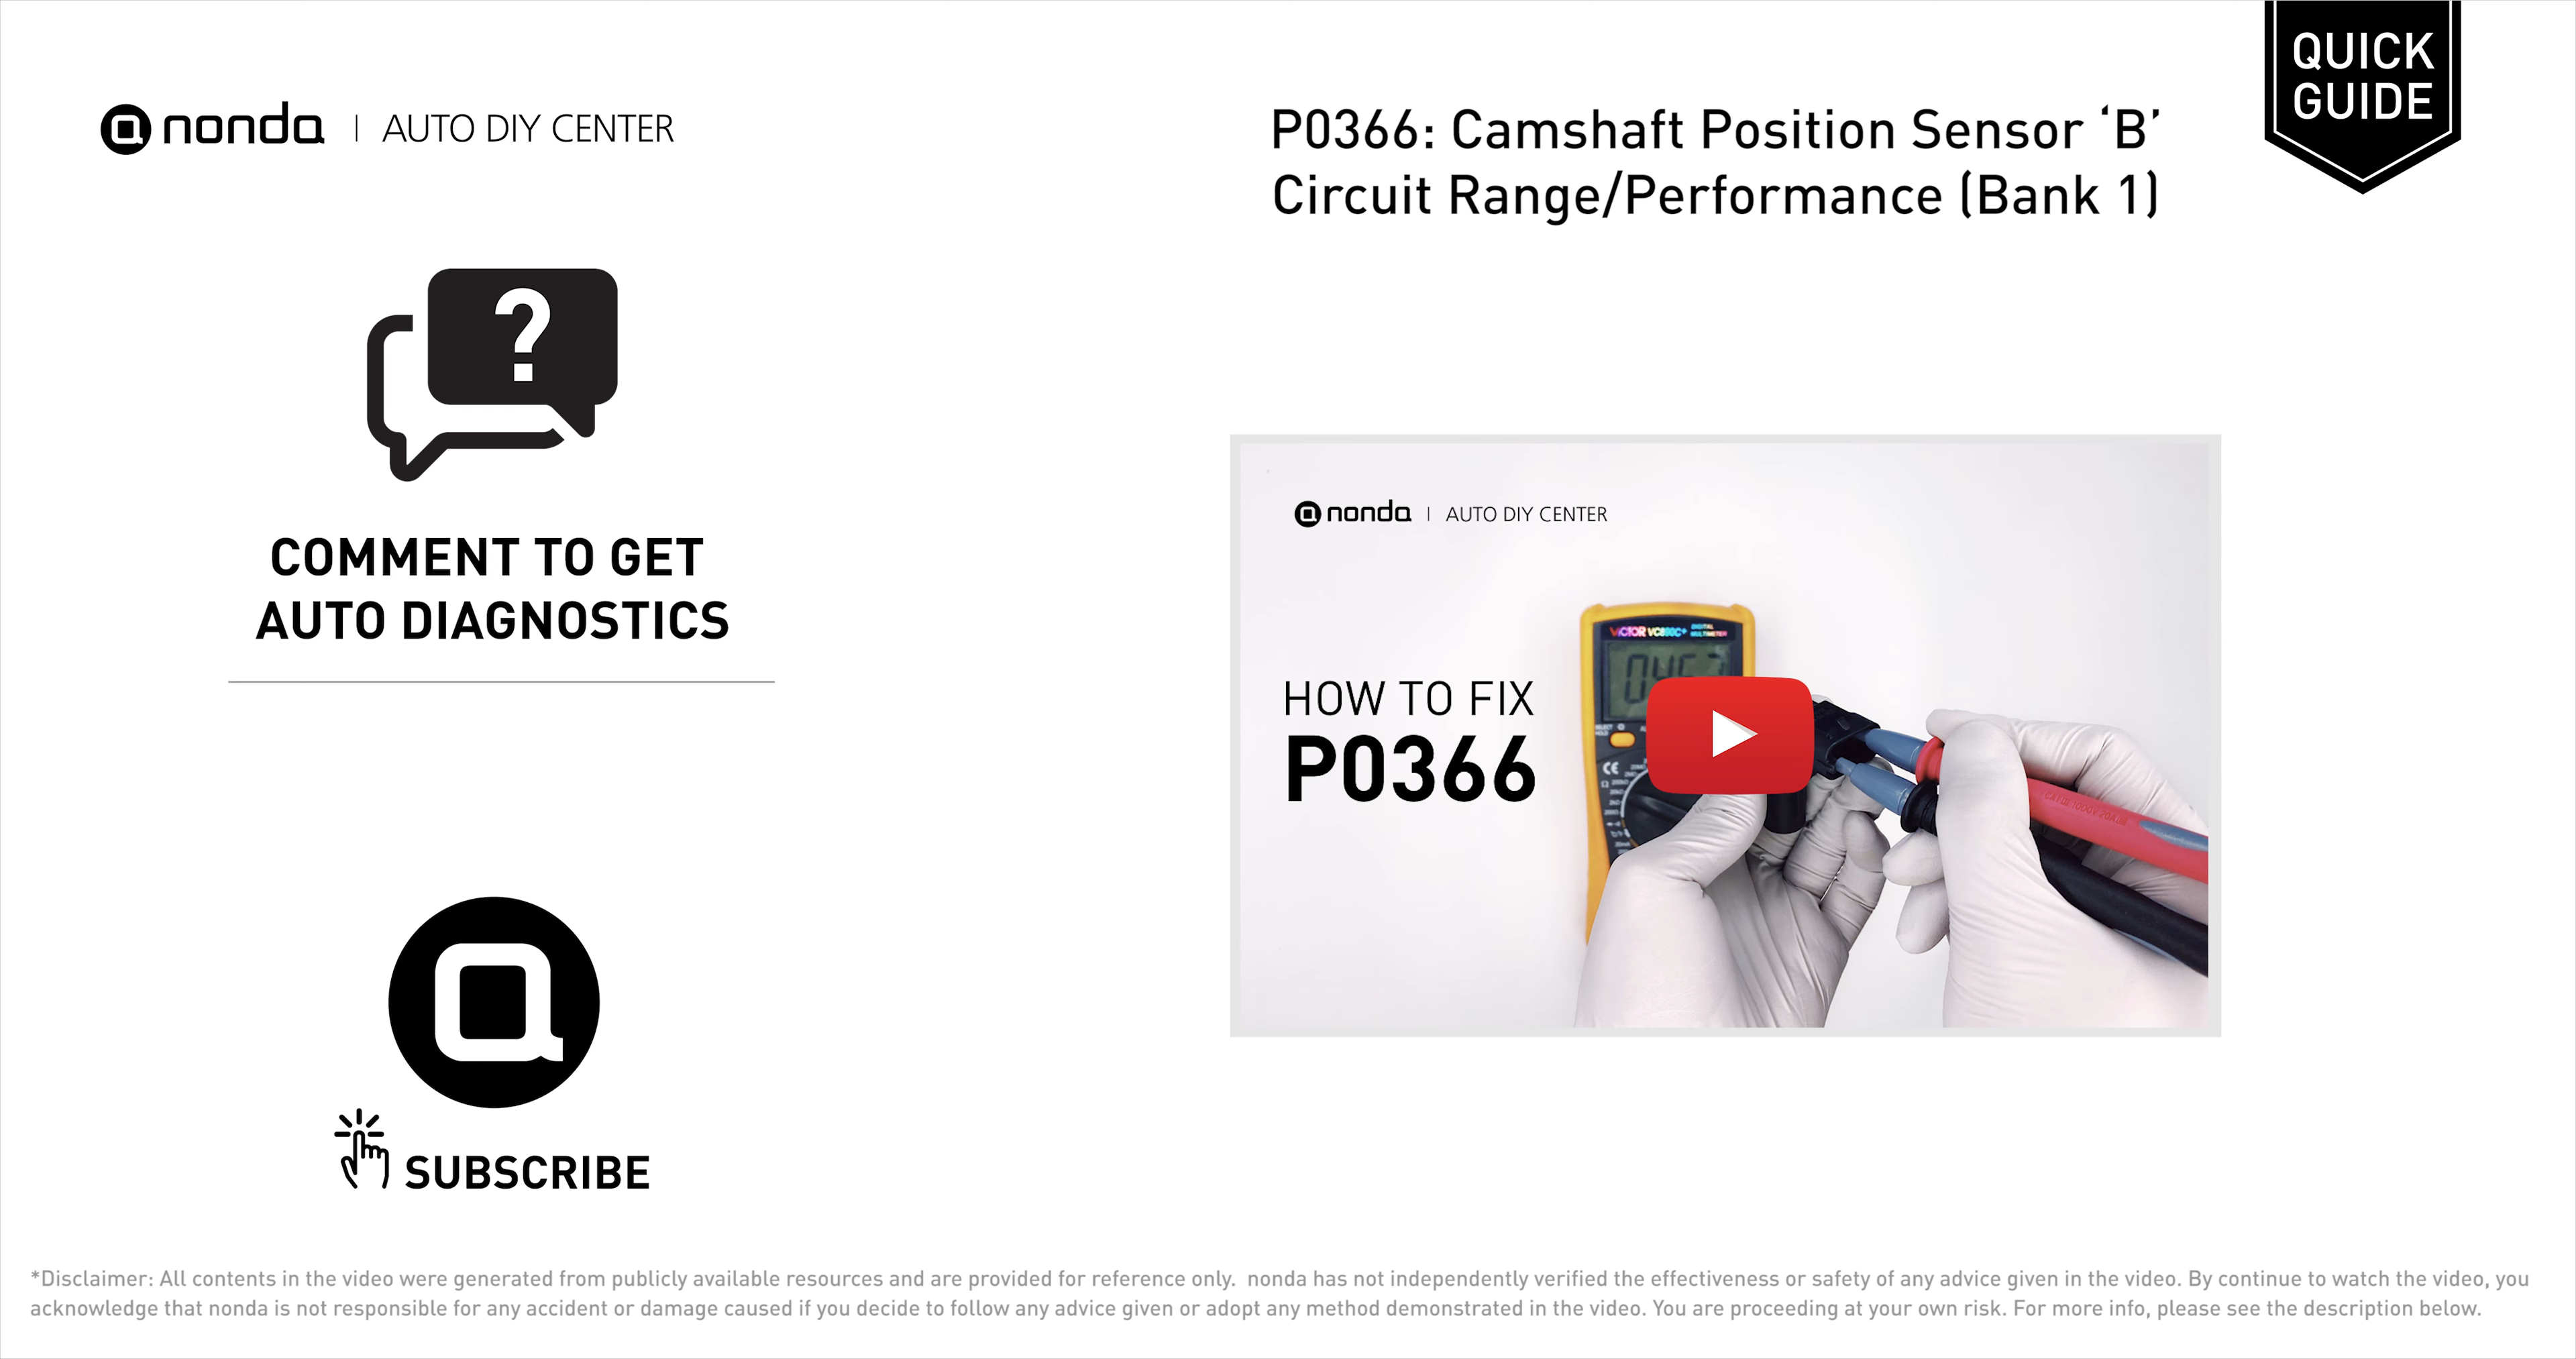 nonda | AUTO DIY CENTER
QUICK
GUIDE
P0366: Camshaft Position Sensor ‘B’
Circuit Range/Performance (Bank 1)
?
COMMENT TO GET
AUTO DIAGNOSTICS
nonda | AUTO DIY CENTER
VICTOR VC890C+ DIGITAL
MULTIMETER
HOW TO FIX
P0366
SUBSCRIBE
*Disclaimer: All contents in the video were generated from publicly available resources and are provided for reference only. nonda has not independently verified the effectiveness or safety of any advice given in the video. By continue to watch the video, you
acknowledge that nonda is not responsible for any accident or damage caused if you decide to follow any advice given or adopt any method demonstrated in the video. You are proceeding at your own risk. For more info, please see the description below.